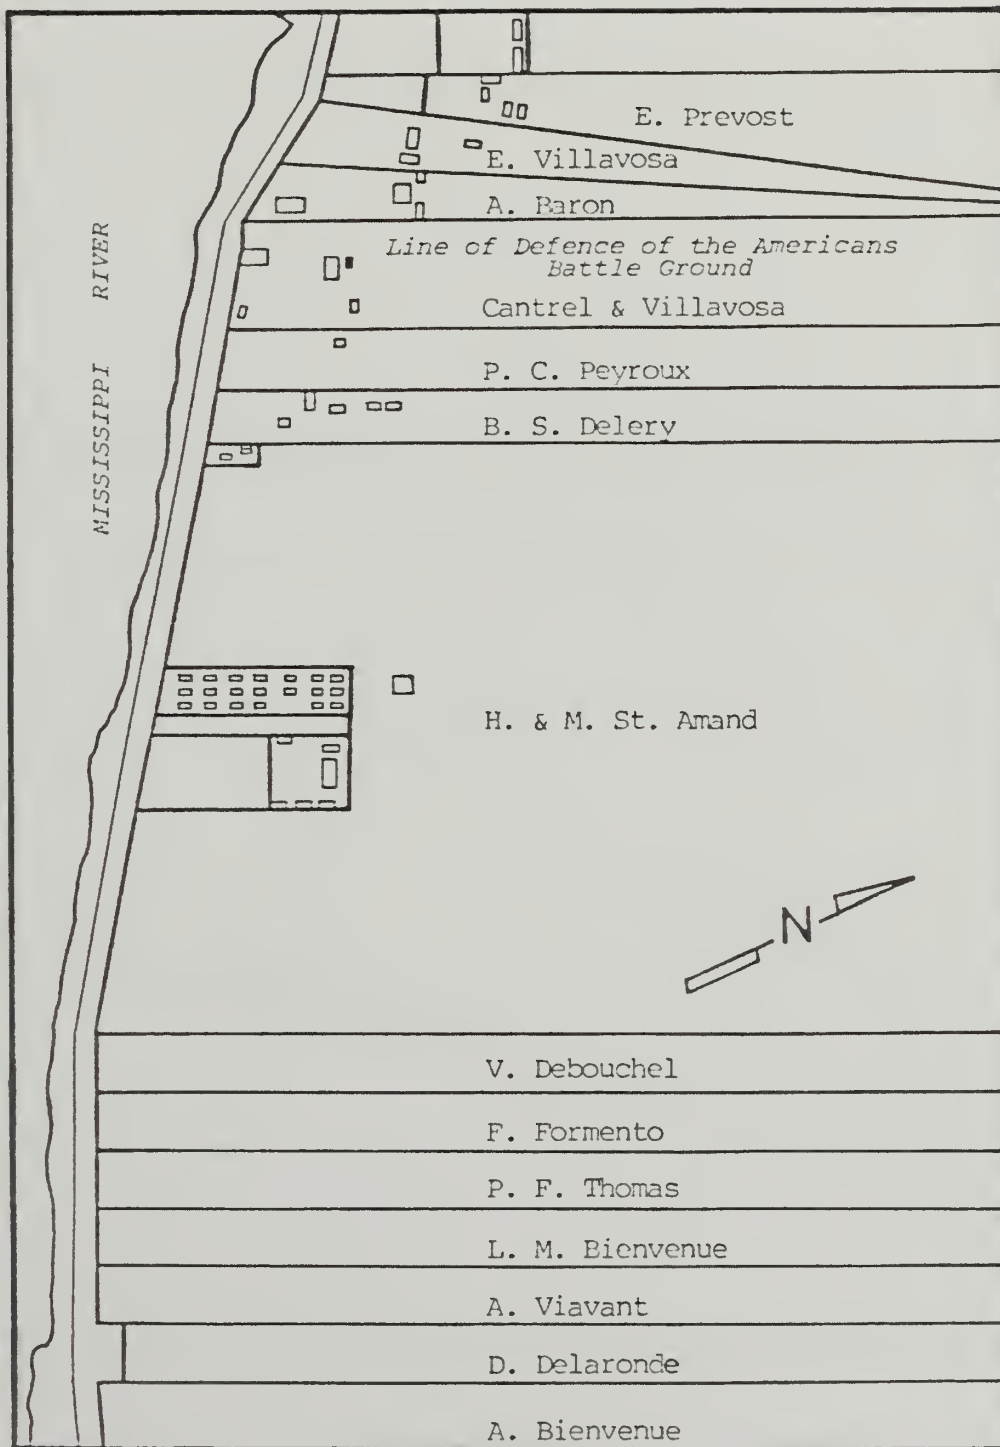 E. Prevost
E. Villavosa
A. Baron
MISSISSIPPI RIVER
Line of Defence of the Americans
Battle Ground
Cantrel & Villavosa
P. C. Peyroux
B. S. Delery
H. & M. St. Amand
N
V. Debouchel
F. Formento
P. F. Thomas
L. M. Bienvenue
A. Viavant
D. Delaronde
A. Bienvenue